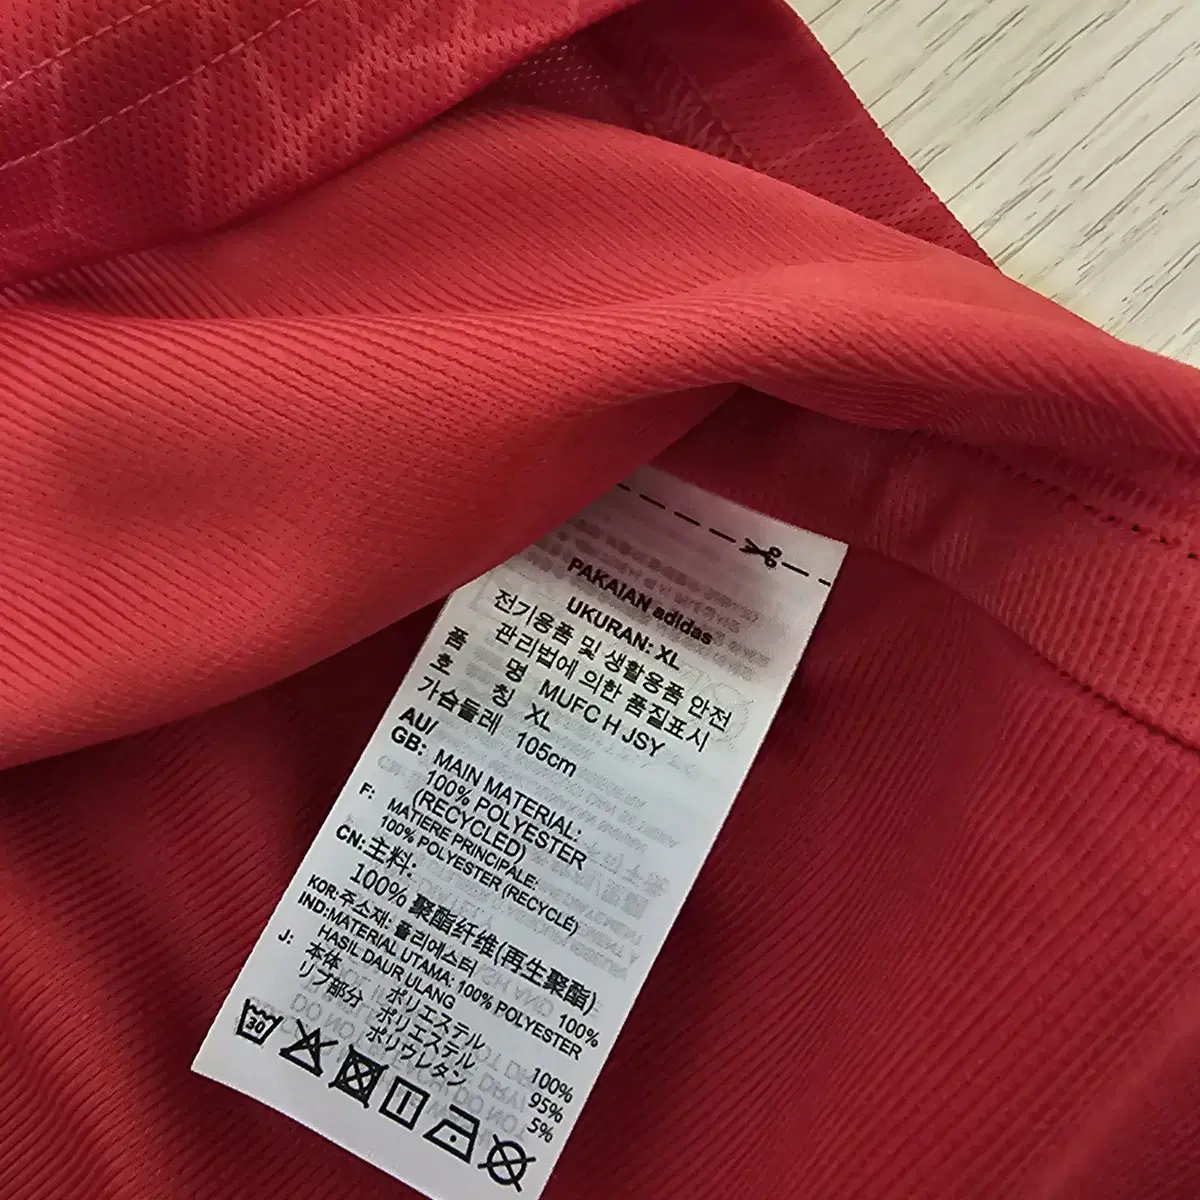 PAKAIAN adidas
UKURAN: XL
전기용품 및 생활용품 안전
관리법에 의한 품질표시
품 명 MUFC H JSY
호 칭 XL
가슴둘레 105cm
AU/
GB: MAIN MATERIAL:
100% POLYESTER
(RECYCLED)
F: MATIERE PRINCIPALE:
100% POLYESTER (RECYCLÉ)
CN:主料:
100% 聚酯纤维(再生聚酯)
KOR:주소재: 폴리에스터 100%
IND:MATERIAL UTAMA: 100% POLYESTER
HASIL DAUR ULANG
J: 本体 ポリエステル 100%
リブ部分 ポリエステル 95%
ポリウレタン 5%
30